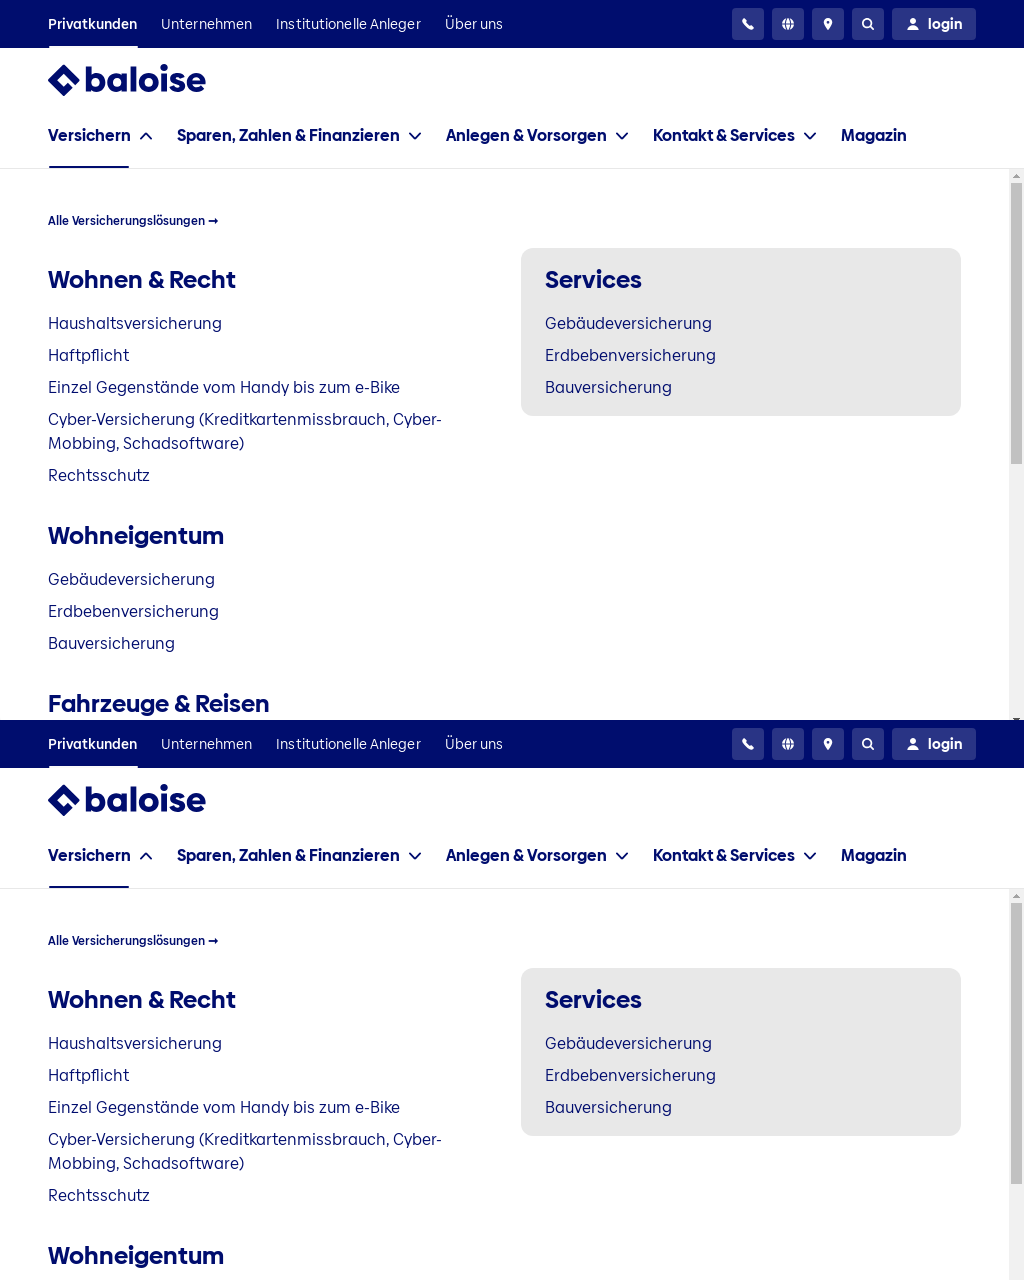 Privatkunden Unternehmen Institutionelle Anleger Über uns login
baloise
Versichern Sparen, Zahlen & Finanzieren Anlegen & Vorsorgen Kontakt & Services Magazin
Alle Versicherungslösungen ➞
Wohnen & Recht
Haushaltsversicherung
Haftpflicht
Einzel Gegenstände vom Handy bis zum e-Bike
Cyber-Versicherung (Kreditkartenmissbrauch, Cyber-
Mobbing, Schadsoftware)
Rechtsschutz
Wohneigentum
Gebäudeversicherung
Erdbebenversicherung
Bauversicherung
Fahrzeuge & Reisen
Services
Gebäudeversicherung
Erdbebenversicherung
Bauversicherung
Privatkunden Unternehmen Institutionelle Anleger Über uns login
baloise
Versichern Sparen, Zahlen & Finanzieren Anlegen & Vorsorgen Kontakt & Services Magazin
Alle Versicherungslösungen ➞
Wohnen & Recht
Haushaltsversicherung
Haftpflicht
Einzel Gegenstände vom Handy bis zum e-Bike
Cyber-Versicherung (Kreditkartenmissbrauch, Cyber-
Mobbing, Schadsoftware)
Rechtsschutz
Wohneigentum
Services
Gebäudeversicherung
Erdbebenversicherung
Bauversicherung